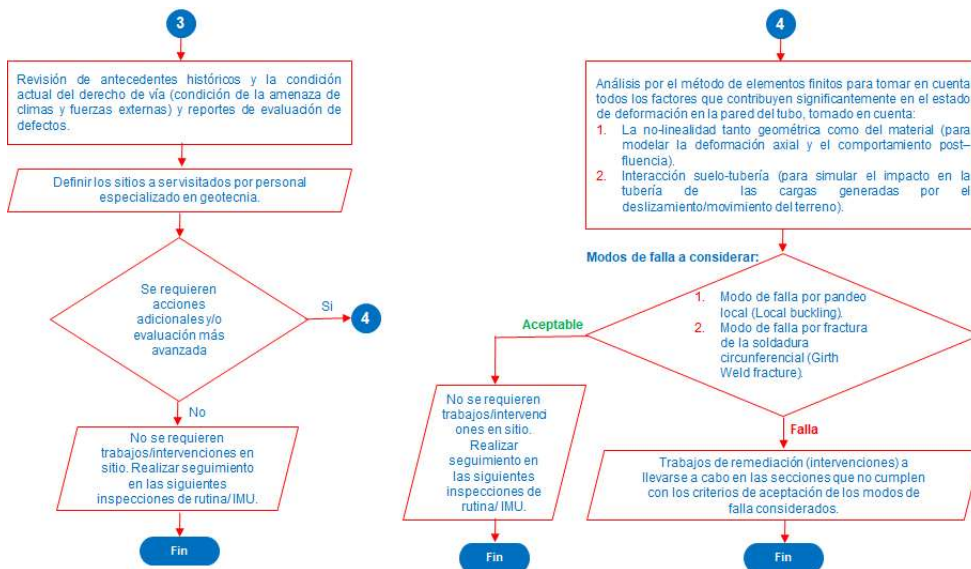 3
Revisión de antecedentes históricos y la condición
actual del derecho de vía (condición de la amenaza de
climas y fuerzas externas) y reportes de evaluación de
defectos.
Definir los sitios a ser visitados por personal
especializado en geotecnia.
Se requieren
acciones
adicionales y/o
evaluación más
avanzada
Si
4
No
No se requieren
trabajos/intervenciones en
sitio. Realizar seguimiento
en las siguientes
inspecciones de rutina/ IMU.
Fin
4
Análisis por el método de elementos finitos para tomar en cuenta
todos los factores que contribuyen significantemente en el estado
de deformación en la pared del tubo, tomado en cuenta:
1. La no-linealidad tanto geométrica como del material (para
modelar la deformación axial y el comportamiento post–
fluencia).
2. Interacción suelo-tubería (para simular el impacto en la
tubería de las cargas generadas por el
deslizamiento/movimiento del terreno).
Modos de falla a considerar:
1. Modo de falla por pandeo
local (Local buckling).
2. Modo de falla por fractura
de la soldadura
circunferencial (Girth
Weld fracture).
Aceptable
No se requieren
trabajos/intervenci
ones en sitio.
Realizar
seguimiento en
las siguientes
inspecciones de
rutina/ IMU.
Fin
Falla
Trabajos de remediación (intervenciones) a
llevarse a cabo en las secciones que no cumplen
con los criterios de aceptación de los modos de
falla considerados.
Fin